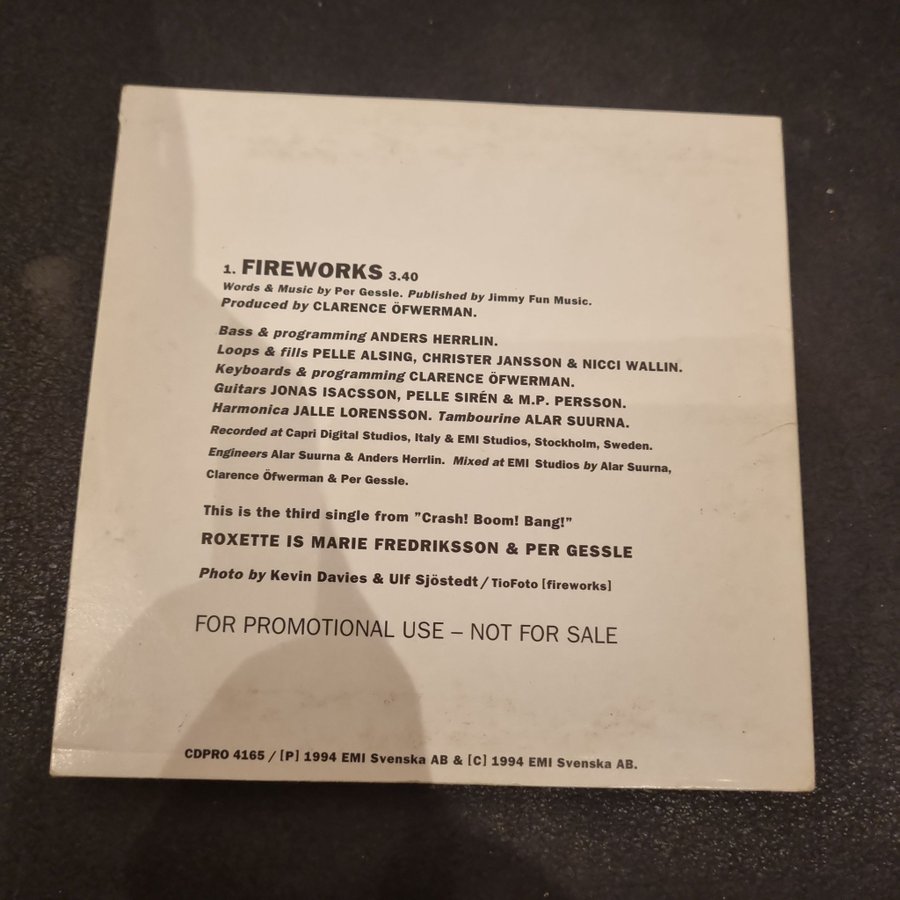 1. FIREWORKS 3.40
Words & Music by Per Gessle. Published by Jimmy Fun Music.
Produced by CLARENCE ÖFWERMAN.
Bass & programming ANDERS HERRLIN.
Loops & fills PELLE ALSING, CHRISTER JANSSON & NICCI WALLIN.
Keyboards & programming CLARENCE ÖFWERMAN.
Guitars JONAS ISACSSON, PELLE SIRÉN & M.P. PERSSON.
Harmonica JALLE LORENSSON. Tambourine ALAR SUURNA.
Recorded at Capri Digital Studios, Italy & EMI Studios, Stockholm, Sweden.
Engineers Alar Suurna & Anders Herrlin. Mixed at EMI Studios by Alar Suurna,
Clarence Öfwerman & Per Gessle.
This is the third single from ”Crash! Boom! Bang!”
ROXETTE IS MARIE FREDRIKSSON & PER GESSLE
Photo by Kevin Davies & Ulf Sjöstedt / TioFoto [fireworks]
FOR PROMOTIONAL USE – NOT FOR SALE
CDPRO 4165 / [P] 1994 EMI Svenska AB & [C] 1994 EMI Svenska AB.